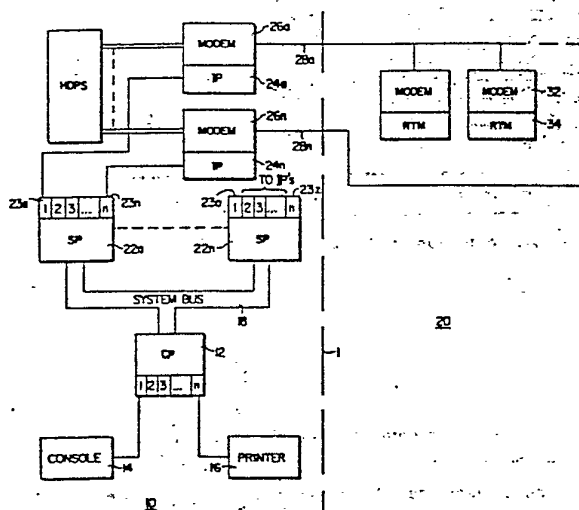 26a
MODEM
28a
HDPS
IP
24a
MODEM
MODEM
32
26n
RTM
RTM
34
MODEM
28n
IP
24n
TO IP's
23a
1 2 3 ... n
23n
23a
1 2 3 ... n
23z
SP
22a
SP
22n
SYSTEM BUS
18
20
CP
12
1
1 2 3 ... n
CONSOLE
14
PRINTER
16
10